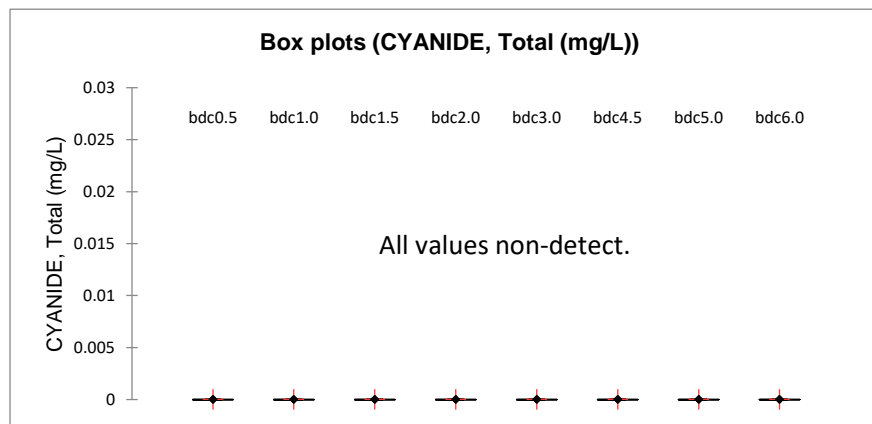 Box plots (CYANIDE, Total (mg/L))
CYANIDE, Total (mg/L)
0.03
0.025
0.02
0.015
0.01
0.005
0
bdc0.5 bdc1.0 bdc1.5 bdc2.0 bdc3.0 bdc4.5 bdc5.0 bdc6.0
All values non-detect.